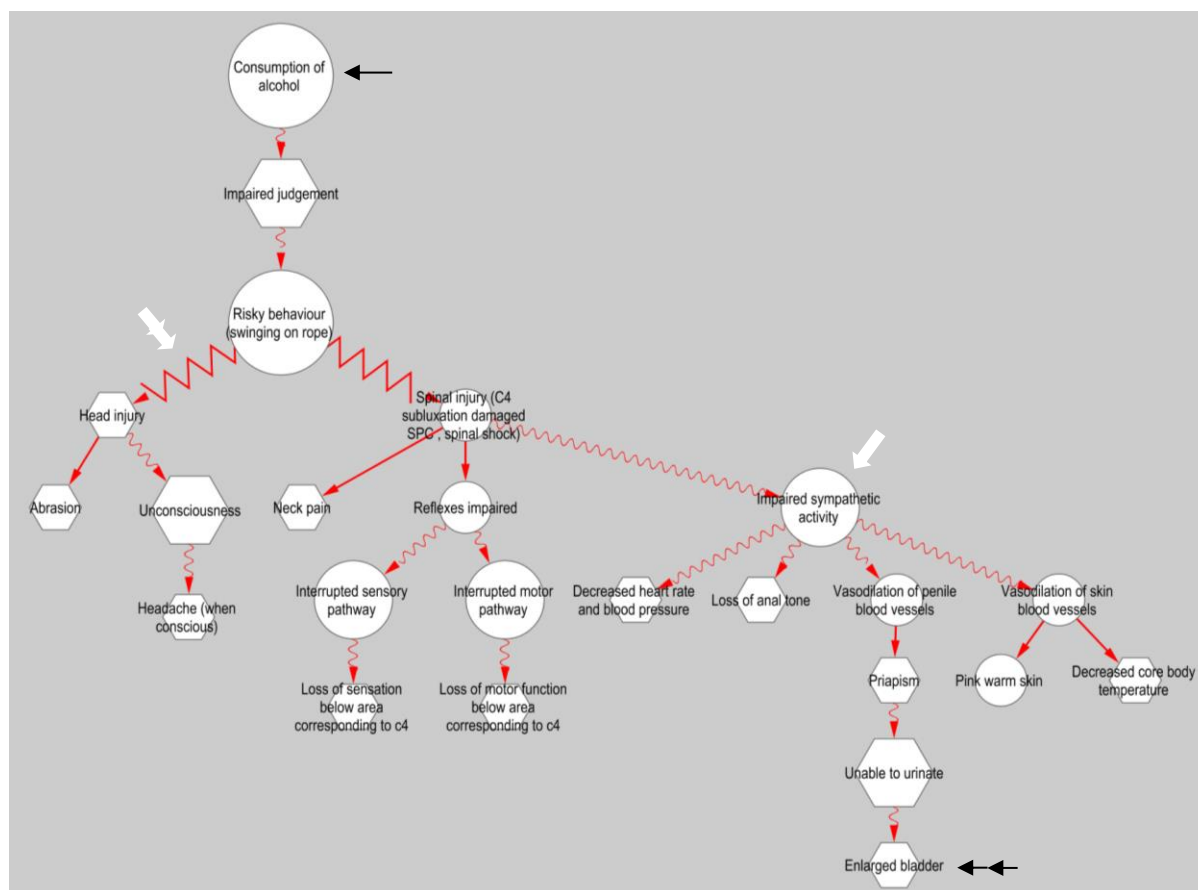 Consumption of
alcohol
Impaired judgement
Risky behaviour
(swinging on rope)
Head injury
Spinal injury (C4
subluxation damaged
SPC , spinal shock)
Abrasion
Unconsciousness
Neck pain
Reflexes impaired
Impaired sympathetic
activity
Headache (when
conscious)
Interrupted sensory
pathway
Interrupted motor
pathway
Decreased heart rate
and blood pressure
Loss of anal tone
Vasodilation of penile
blood vessels
Vasodilation of skin
blood vessels
Loss of sensation
below area
corresponding to c4
Loss of motor function
below area
corresponding to c4
Priapism
Pink warm skin
Decreased core body
temperature
Unable to urinate
Enlarged bladder